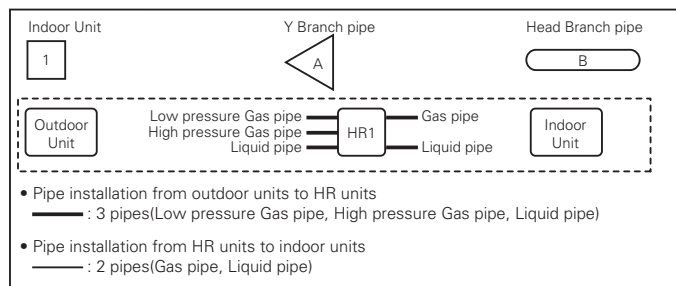 Indoor Unit
Y Branch pipe
Head Branch pipe
1
A
B
Outdoor
Unit
Low pressure Gas pipe
High pressure Gas pipe
Liquid pipe
HR1
Gas pipe
Liquid pipe
Indoor
Unit
• Pipe installation from outdoor units to HR units
: 3 pipes(Low pressure Gas pipe, High pressure Gas pipe, Liquid pipe)
• Pipe installation from HR units to indoor units
: 2 pipes(Gas pipe, Liquid pipe)